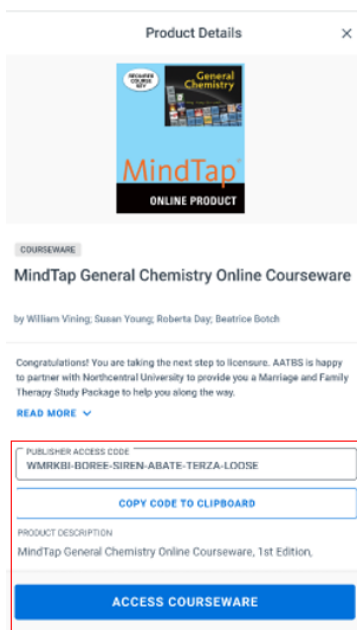 Product Details
REQUIRED
COURSE
KEY
General
Chemistry
MindTap
ONLINE PRODUCT
COURSEWARE
MindTap General Chemistry Online Courseware
by William Vining; Susan Young; Roberta Day; Beatrice Botch
Congratulations! You are taking the next step to licensure. AATBS is happy
to partner with Northcentral University to provide you a Marriage and Family
Therapy Study Package to help you along the way.
READ MORE
PUBLISHER ACCESS CODE
WMRKBI-BOREE-SIREN-ABATE-TERZA-LOOSE
COPY CODE TO CLIPBOARD
PRODUCT DESCRIPTION
MindTap General Chemistry Online Courseware, 1st Edition,
ACCESS COURSEWARE